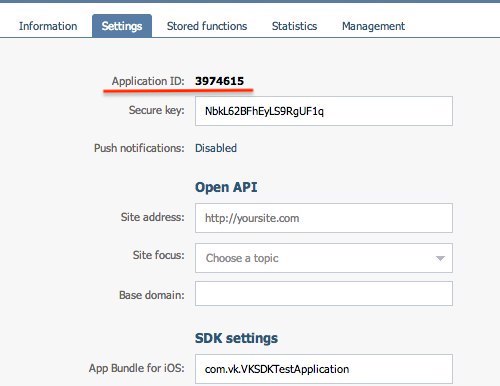 Information Settings Stored functions Statistics Management
Application ID: 3974615
Secure key: NbkL62BFhEyLS9RgUF1q
Push notifications: Disabled
Open API
Site address: http://yoursite.com
Site focus: Choose a topic
Base domain:
SDK settings
App Bundle for iOS: com.vk.VKSDKTestApplication